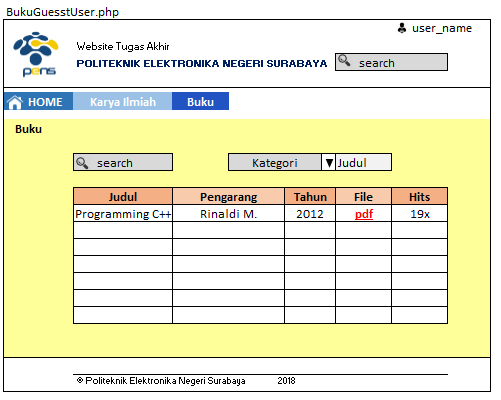 BukuGuesstUser.php
user_name
Website Tugas Akhir
POLITEKNIK ELEKTRONIKA NEGERI SURABAYA
search
pens
HOME Karya Ilmiah Buku
Buku
search Kategori Judul
Judul Pengarang Tahun File Hits
Programming C++ Rinaldi M. 2012 pdf 19x
® Politeknik Elektronika Negeri Surabaya 2018